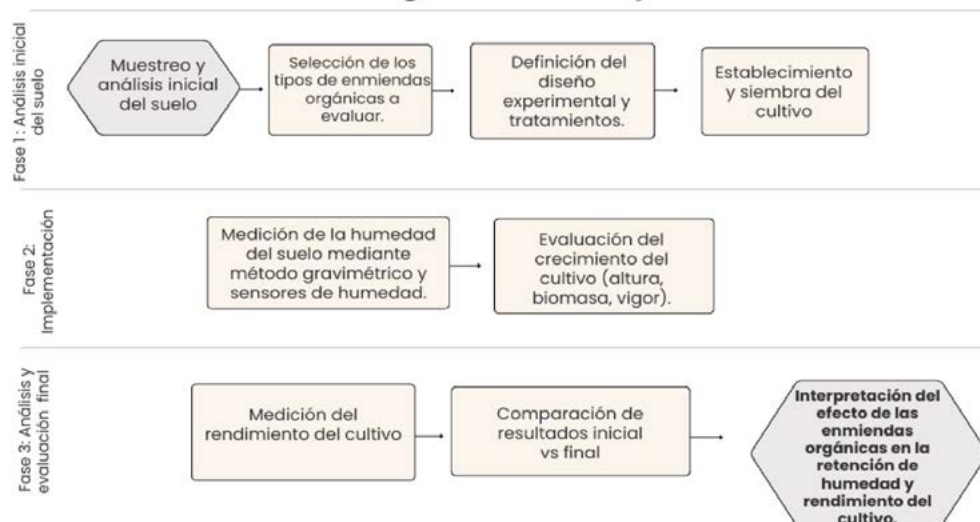 Fase 1 : Análisis inicial
del suelo
Muestreo y
análisis inicial
del suelo
Selección de los
tipos de enmiendas
orgánicas a
evaluar.
Definición del
diseño
experimental y
tratamientos.
Establecimiento
y siembra del
cultivo
Fase 2:
Implementación
Medición de la humedad
del suelo mediante
método gravimétrico y
sensores de humedad.
Evaluación del
crecimiento del
cultivo (altura,
biomasa, vigor).
Fase 3: Análisis y
evaluación final
Medición del
rendimiento del cultivo
Comparación de
resultados inicial
vs final
Interpretación del
efecto de las
enmiendas
orgánicas en la
retención de
humedad y
rendimiento del
cultivo.